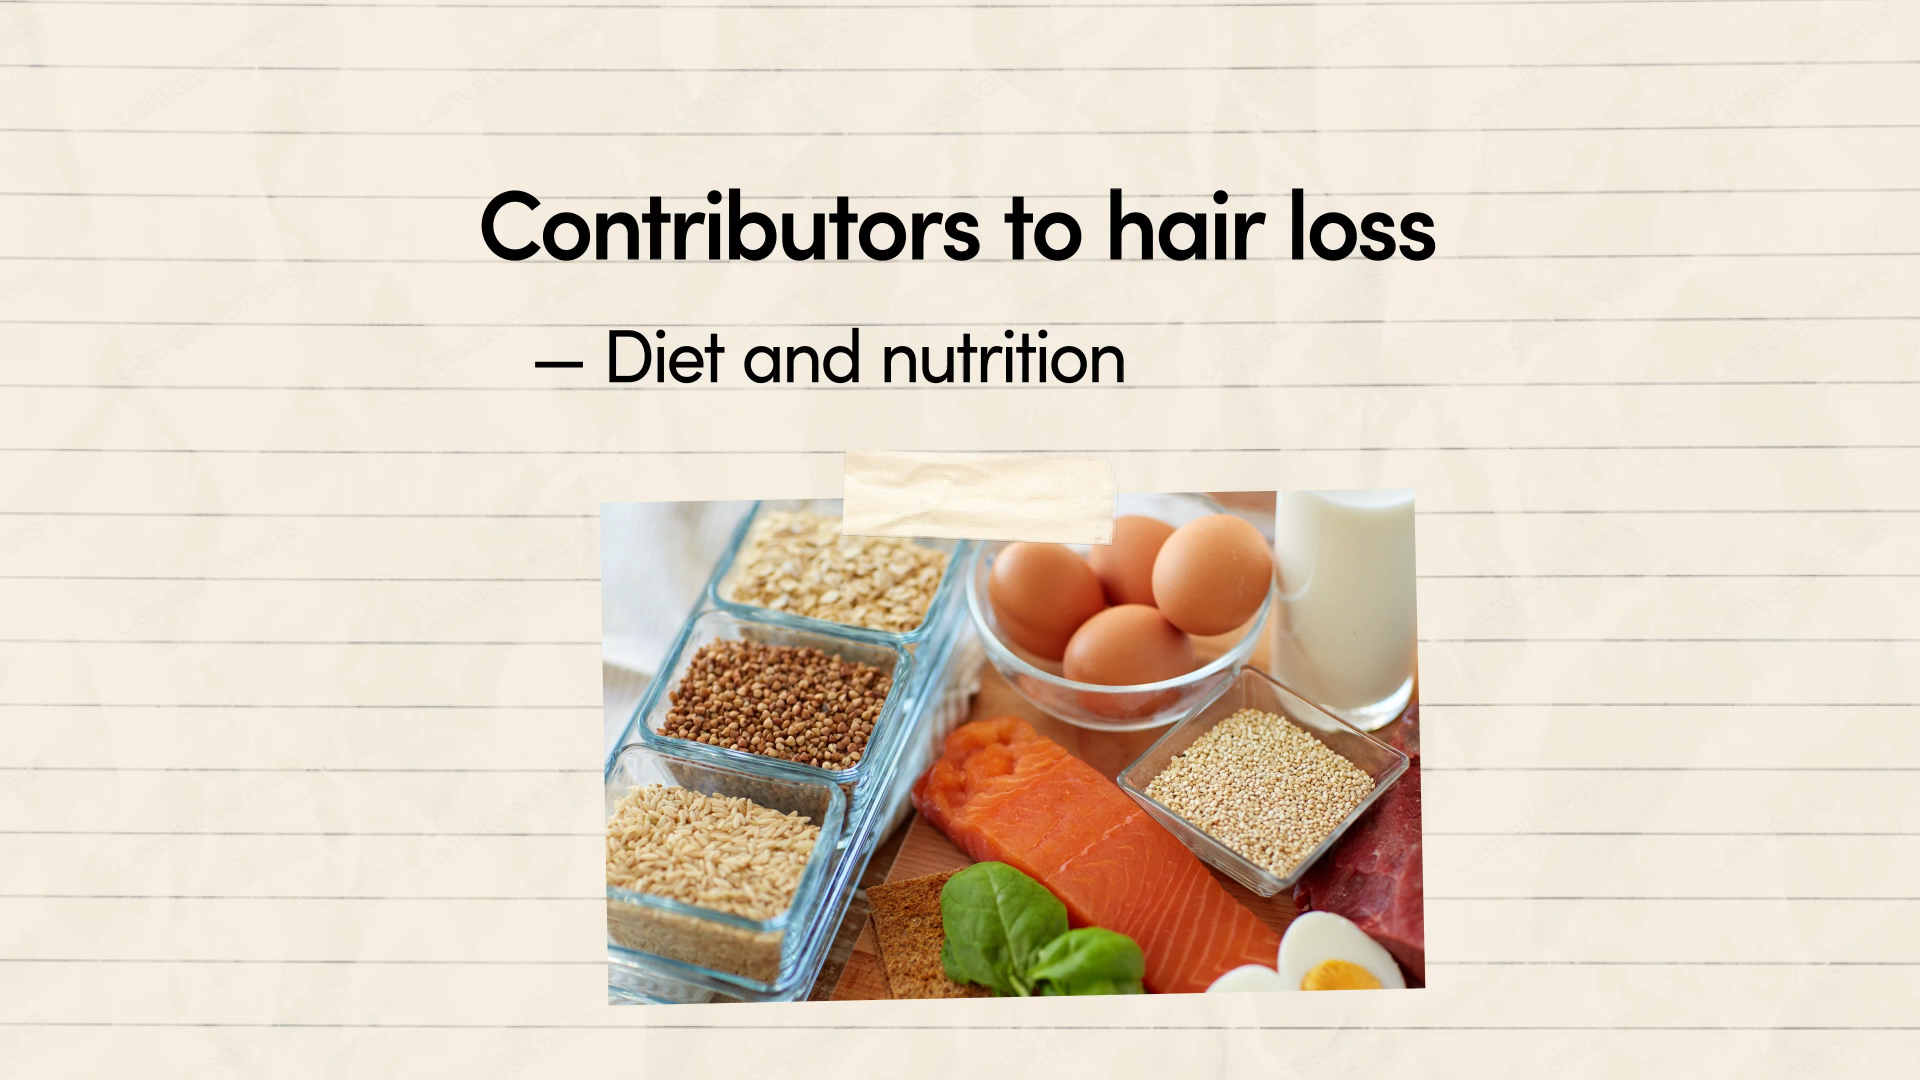 Contributors to hair loss
— Diet and nutrition